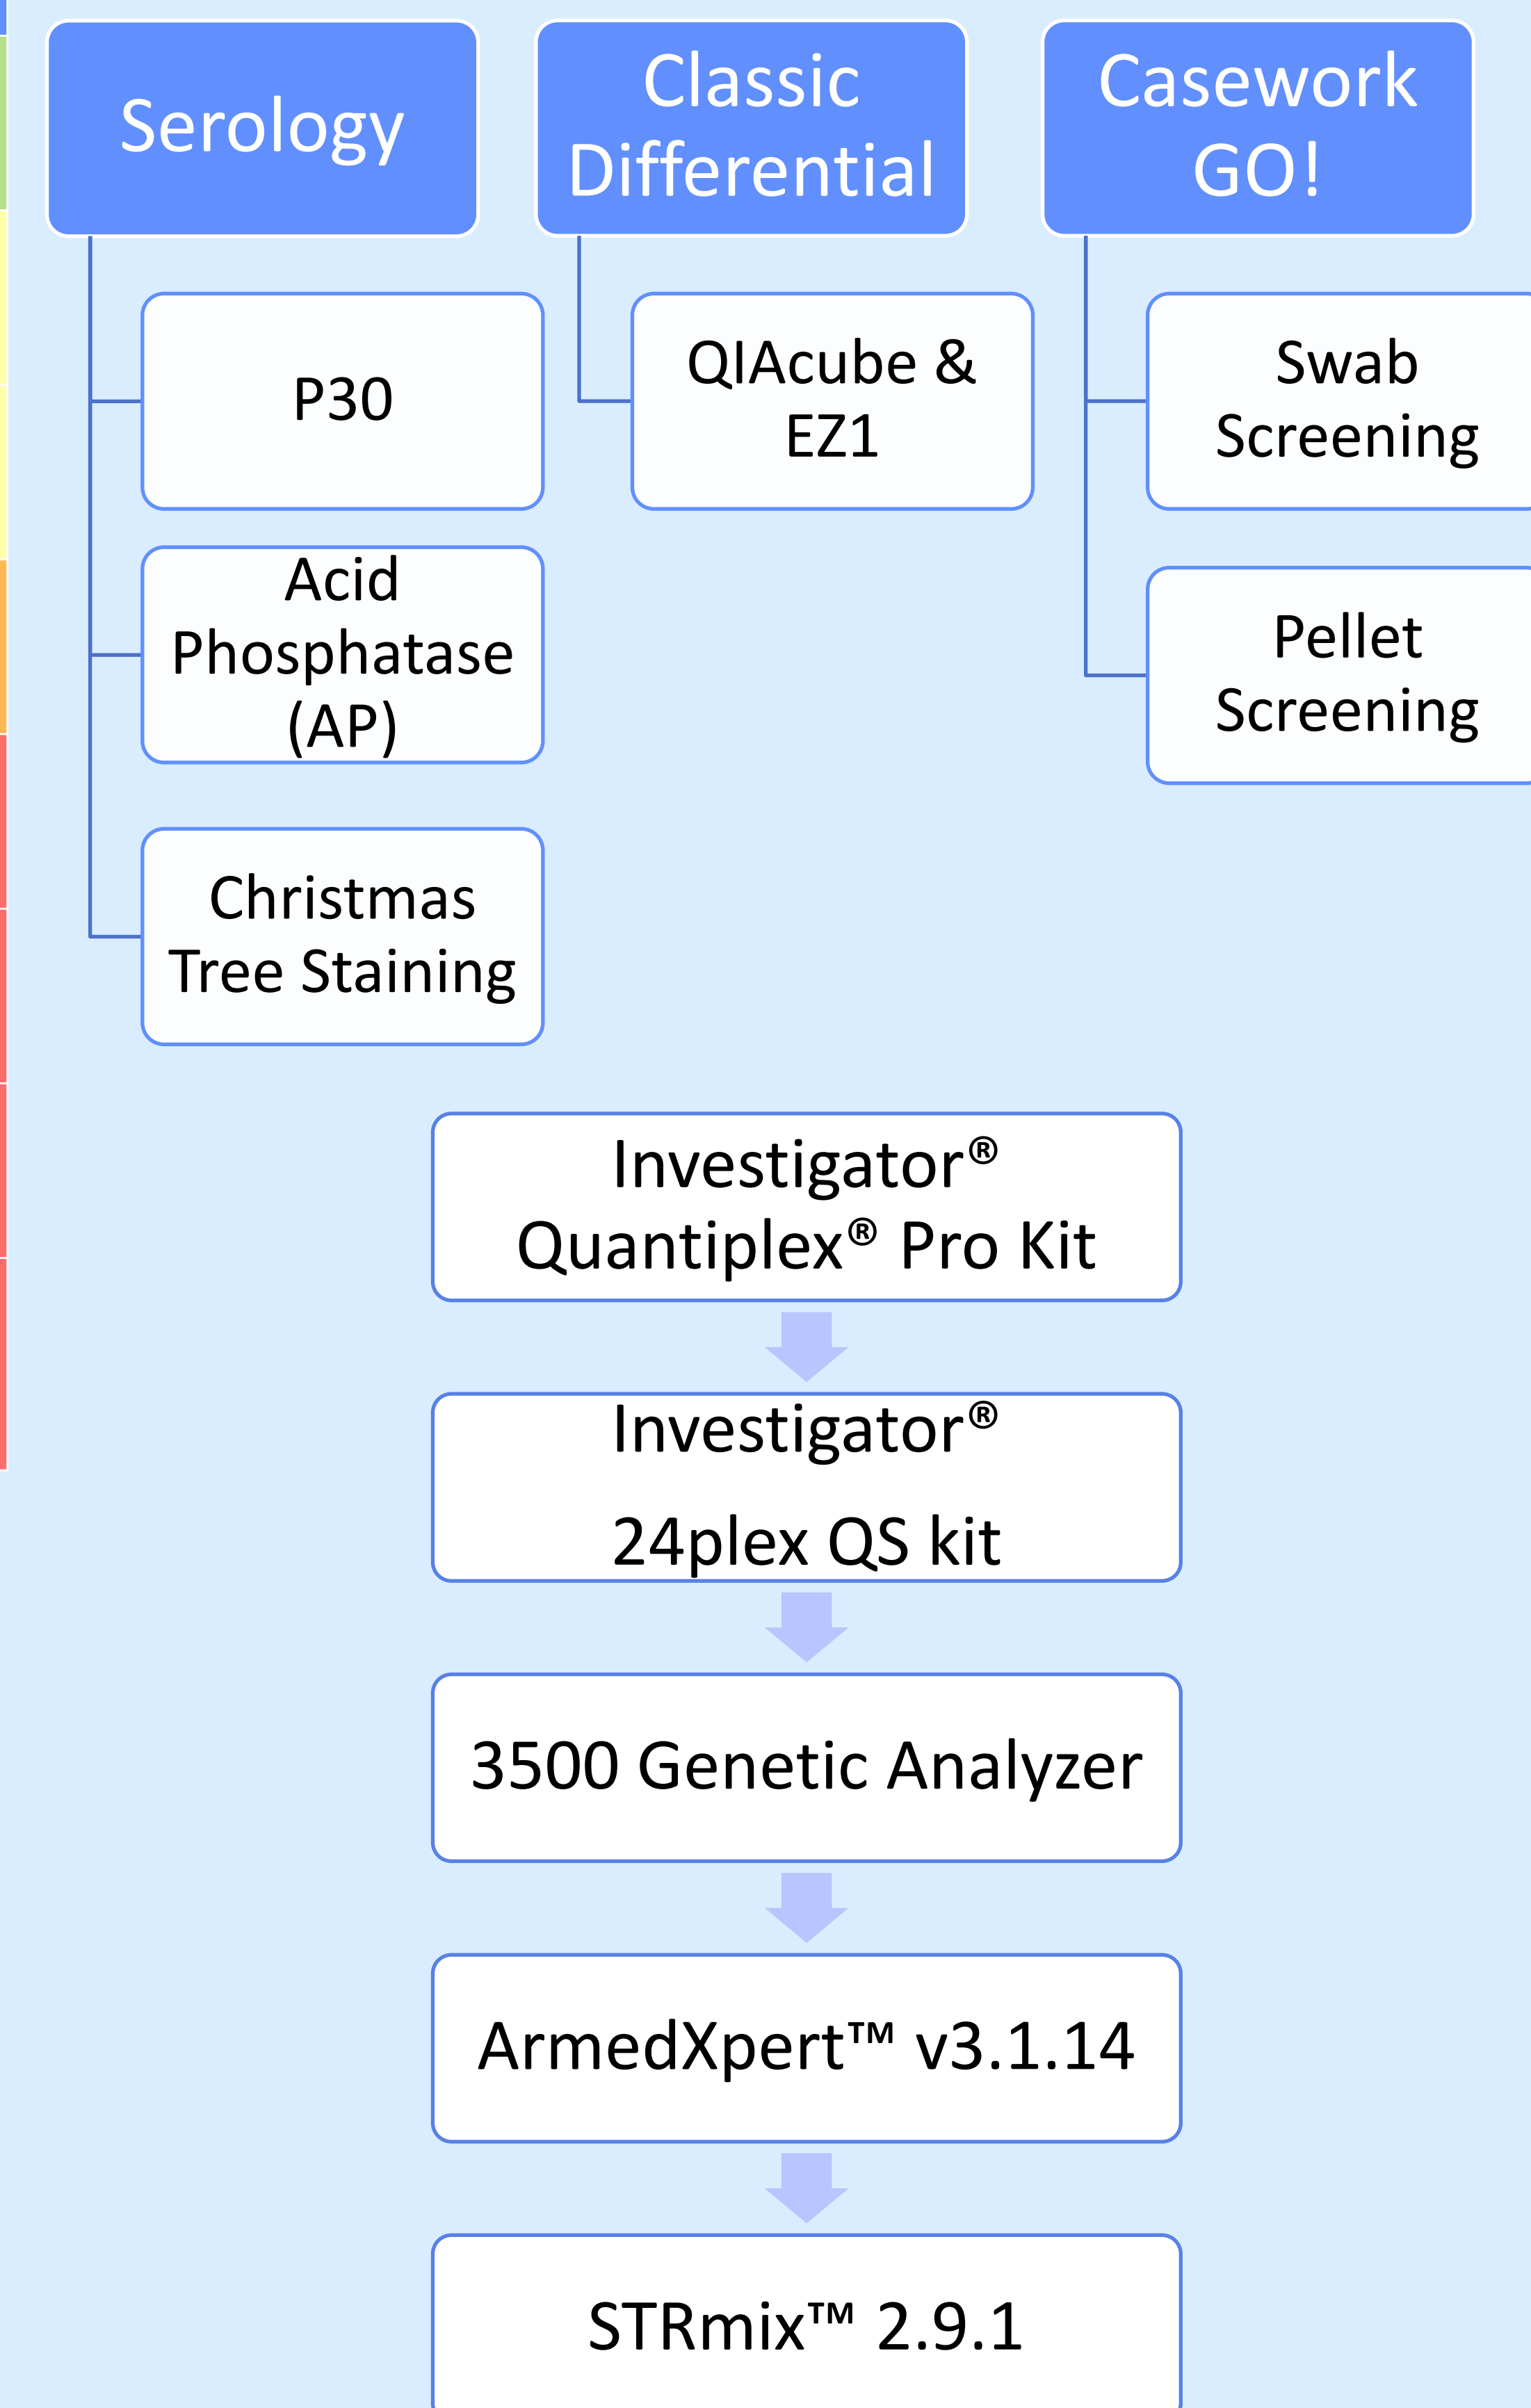 Serology
P30
Acid
Phosphatase
(AP)
Christmas
Tree Staining
Classic
Differential
QIAcube &
EZ1
Casework
GO!
Swab
Screening
Pellet
Screening
Investigator®
Quantiplex® Pro Kit
Investigator®
24plex QS kit
3500 Genetic Analyzer
ArmedXpert™ v3.1.14
STRmix™ 2.9.1